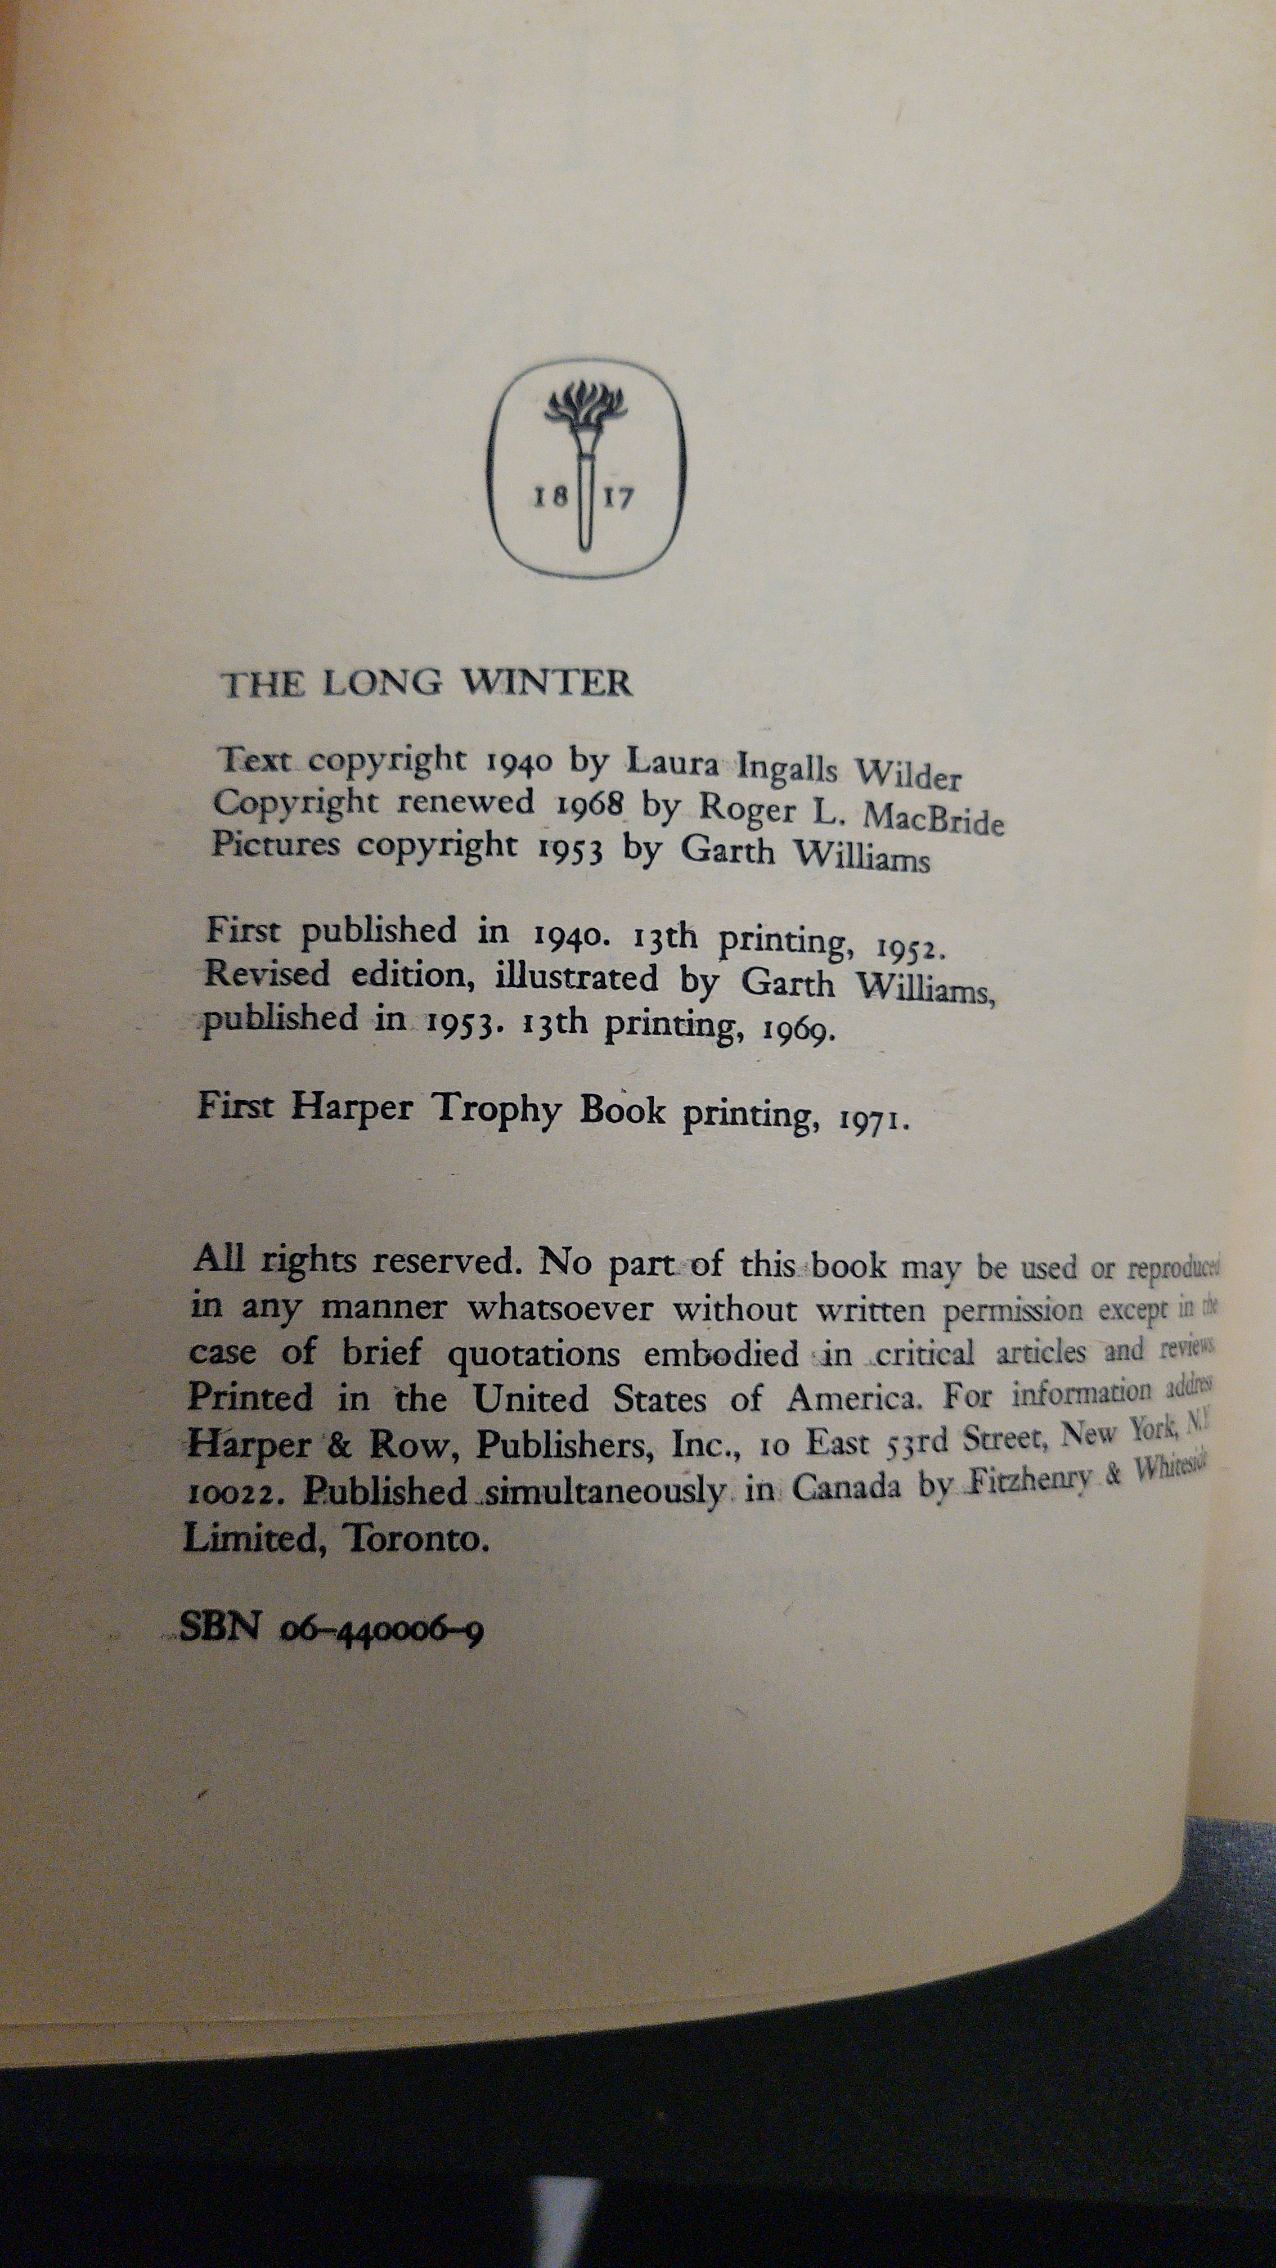 18 17
THE LONG WINTER
Text copyright 1940 by Laura Ingalls Wilder
Copyright renewed 1968 by Roger L. MacBride
Pictures copyright 1953 by Garth Williams
First published in 1940. 13th printing, 1952.
Revised edition, illustrated by Garth Williams,
published in 1953. 13th printing, 1969.
First Harper Trophy Book printing, 1971.
All rights reserved. No part of this book may be used or reproduced
in any manner whatsoever without written permission except in the
case of brief quotations embodied in critical articles and reviews
Printed in the United States of America. For information address
Harper & Row, Publishers, Inc., 10 East 53rd Street, New York, N.Y
10022. Published simultaneously in Canada by Fitzhenry & Whiteside
Limited, Toronto.
SBN 06–440006–9